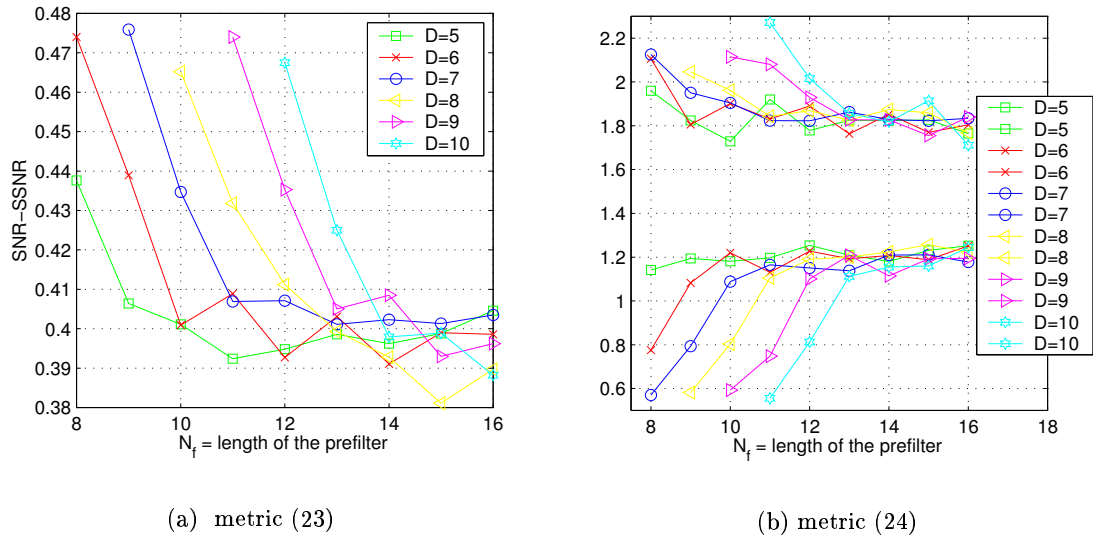 0.48
0.47
0.46
0.45
0.44
0.43
0.42
0.41
0.4
0.39
0.38
SNR−SSNR
8 10 12 14 16
N_f = length of the prefilter
D=5
D=6
D=7
D=8
D=9
D=10
(a) metric (23)
2.2
2
1.8
1.6
1.4
1.2
1
0.8
0.6
8 10 12 14 16 18
N_f = length of the prefilter
D=5
D=5
D=6
D=6
D=7
D=7
D=8
D=8
D=9
D=9
D=10
D=10
(b) metric (24)